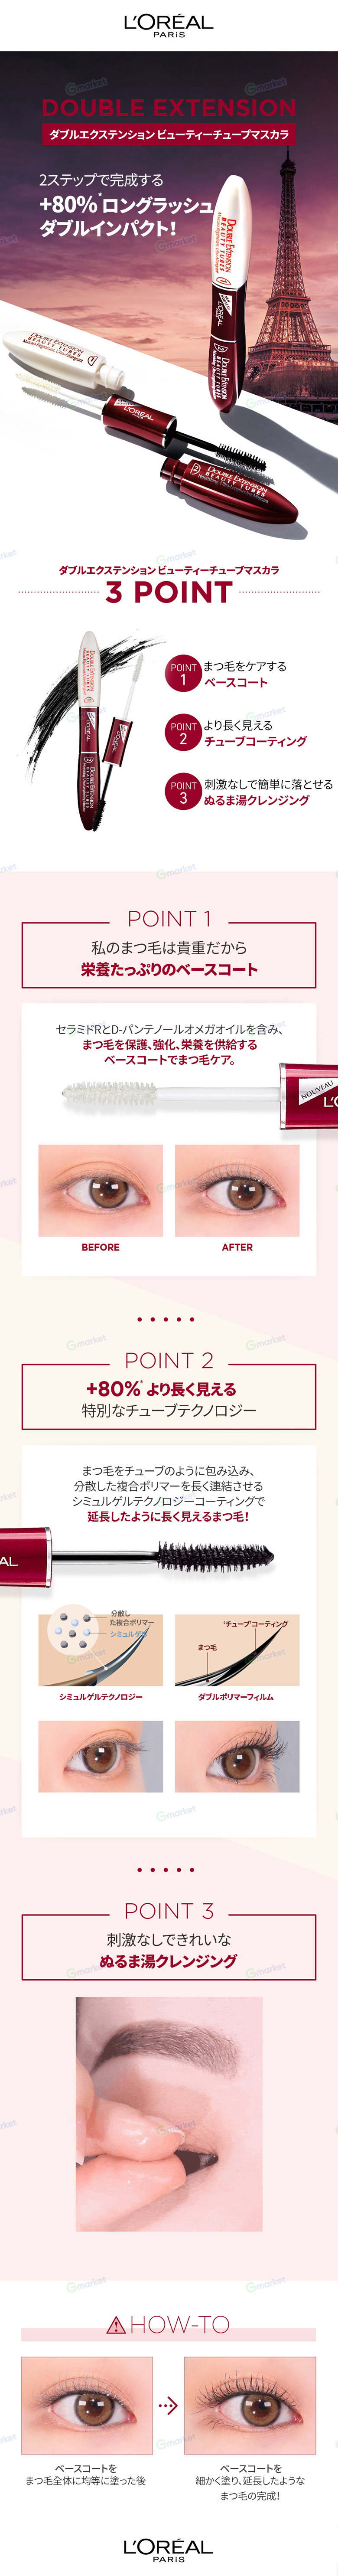 L'ORÉAL
PARIS
DOUBLE EXTENSION
ダブルエクステンション ビューティーチューブマスカラ
2ステップで完成する
+80%*ロングラッシュ
ダブルインパクト!
DOUBLE EXTENSION
BEAUTY TUBES
L'ORÉAL
DOUBLE EXTENSION
BEAUTY TUBES
L'ORÉAL
DOUBLE EXTENSION
BEAUTY TUBES
ダブルエクステンション ビューティーチューブマスカラ
3 POINT
POINT 1
まつ毛をケアする
ベースコート
POINT 2
より長く見える
チューブコーティング
POINT 3
刺激なしで簡単に落とせる
ぬるま湯クレンジング
POINT 1
私のまつ毛は貴重だから
栄養たっぷりのベースコート
セラミドRとD-パンテノールオメガオイルを含み、
まつ毛を保護、強化、栄養を供給する
ベースコートでまつ毛ケア。
NOUVEAU
BEFORE
AFTER
POINT 2
+80%* より長く見える
特別なチューブテクノロジー
まつ毛をチューブのように包み込み、
分散した複合ポリマーを長く連結させる
シミュルゲルテクノロジーコーティングで
延長したように長く見えるまつ毛!
AL
分散し
た複合ポリマー
シミュルゲル
'チューブ'コーティング
まつ毛
シミュルゲルテクノロジー
ダブルポリマーフィルム
POINT 3
刺激なしできれいな
ぬるま湯クレンジング
HOW-TO
ベースコートを
まつ毛全体に均等に塗った後
ベースコートを
細かく塗り、延長したような
まつ毛の完成!
L'ORÉAL
PARIS
Gmarket